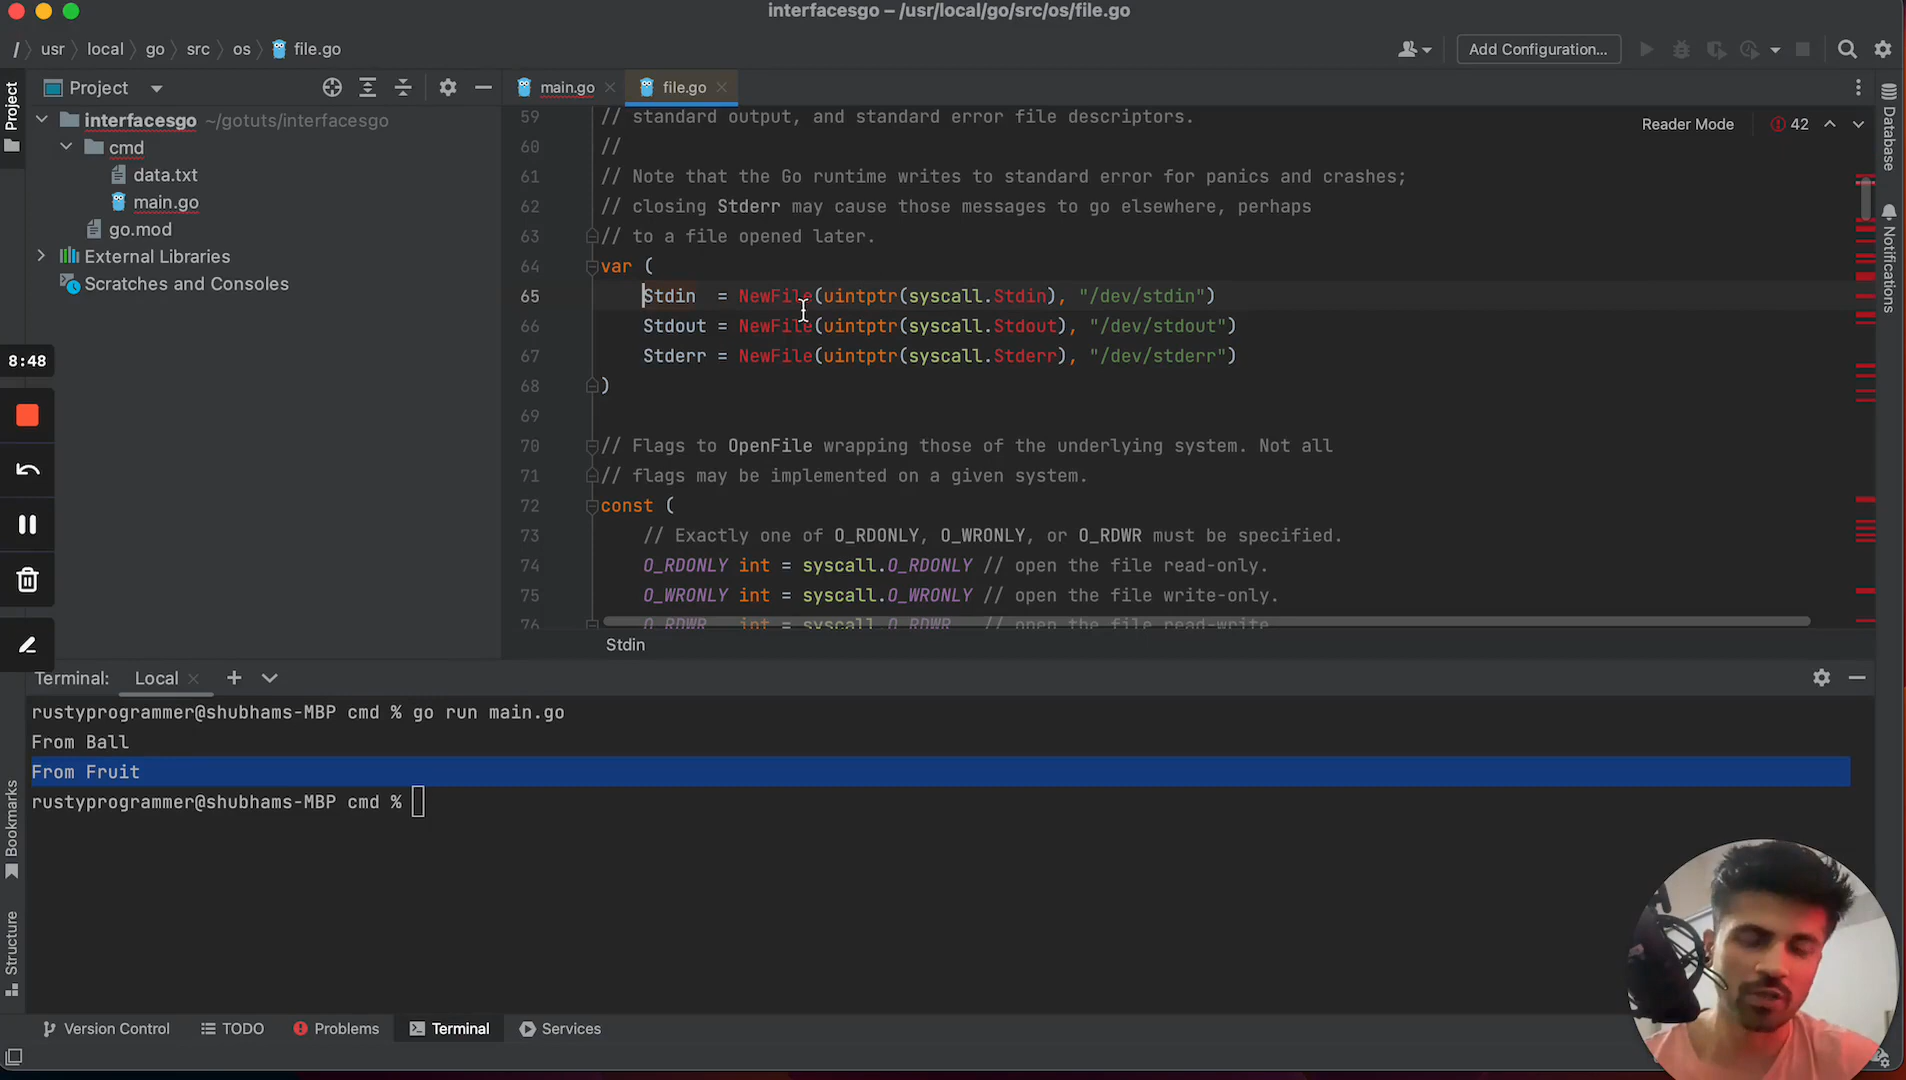 interfacesgo – /usr/local/go/src/os/file.go
/ usr local go src os file.go
Add Configuration...
Project
main.go file.go
Project
interfacesgo ~/gotuts/interfacesgo
cmd
data.txt
main.go
go.mod
External Libraries
Scratches and Consoles
8:48
Reader Mode 42
Database
Notifications
59 // standard output, and standard error file descriptors.
60 //
61 // Note that the Go runtime writes to standard error for panics and crashes;
62 // closing Stderr may cause those messages to go elsewhere, perhaps
63 // to a file opened later.
64 var (
65 Stdin = NewFile(uintptr(syscall.Stdin), "/dev/stdin")
66 Stdout = NewFile(uintptr(syscall.Stdout), "/dev/stdout")
67 Stderr = NewFile(uintptr(syscall.Stderr), "/dev/stderr")
68 )
69
70 // Flags to OpenFile wrapping those of the underlying system. Not all
71 // flags may be implemented on a given system.
72 const (
73 // Exactly one of O_RDONLY, O_WRONLY, or O_RDWR must be specified.
74 O_RDONLY int = syscall.O_RDONLY // open the file read-only.
75 O_WRONLY int = syscall.O_WRONLY // open the file write-only.
76 O_RDWR int = syscall.O_RDWR // open the file read-write
Stdin
Terminal: Local
rustyprogrammer@shubhams-MBP cmd % go run main.go
From Ball
From Fruit
rustyprogrammer@shubhams-MBP cmd %
Bookmarks
Structure
Version Control TODO Problems Terminal Services